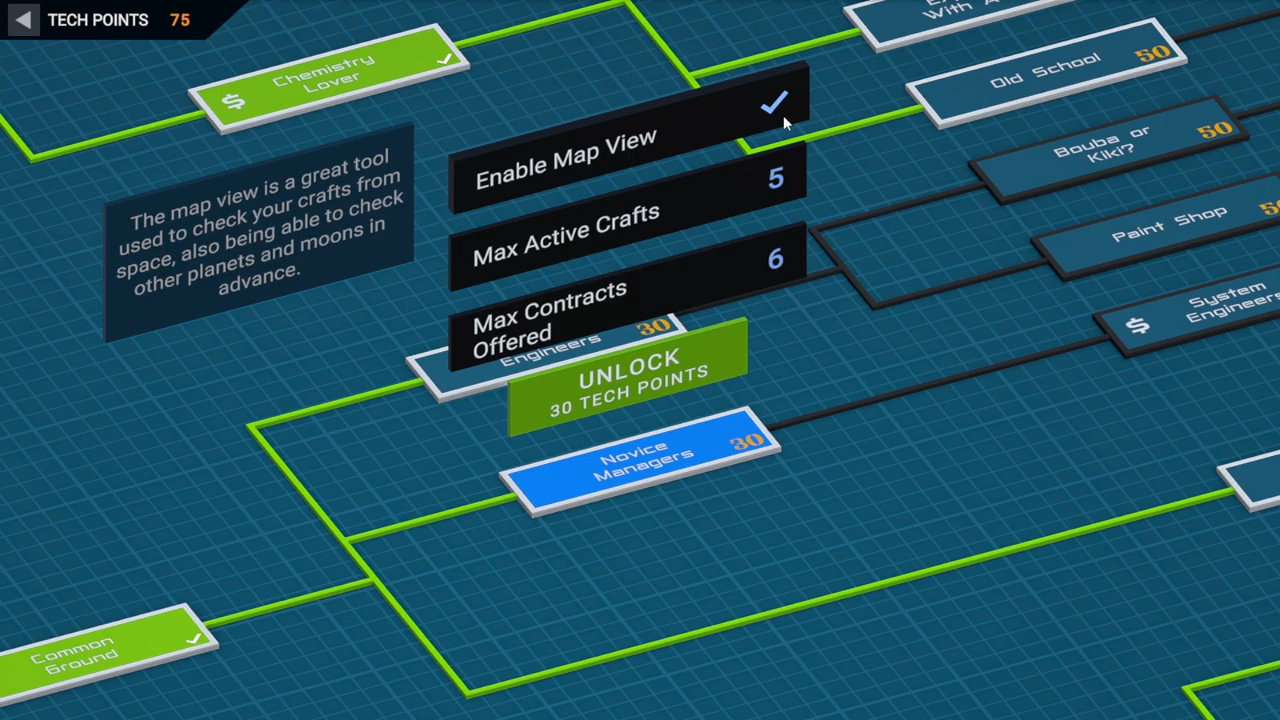 TECH POINTS 75
With A
Chemistry
Lover
Old School 50
Bouba or
Kiki? 50
Enable Map View
The map view is a great tool
used to check your crafts from
space, also being able to check
other planets and moons in
advance.
Max Active Crafts 5
Paint Shop
Max Contracts
Offered 6
System
Engineers
Engineers 30
UNLOCK
30 TECH POINTS
Novice
Managers 30
Common
Ground